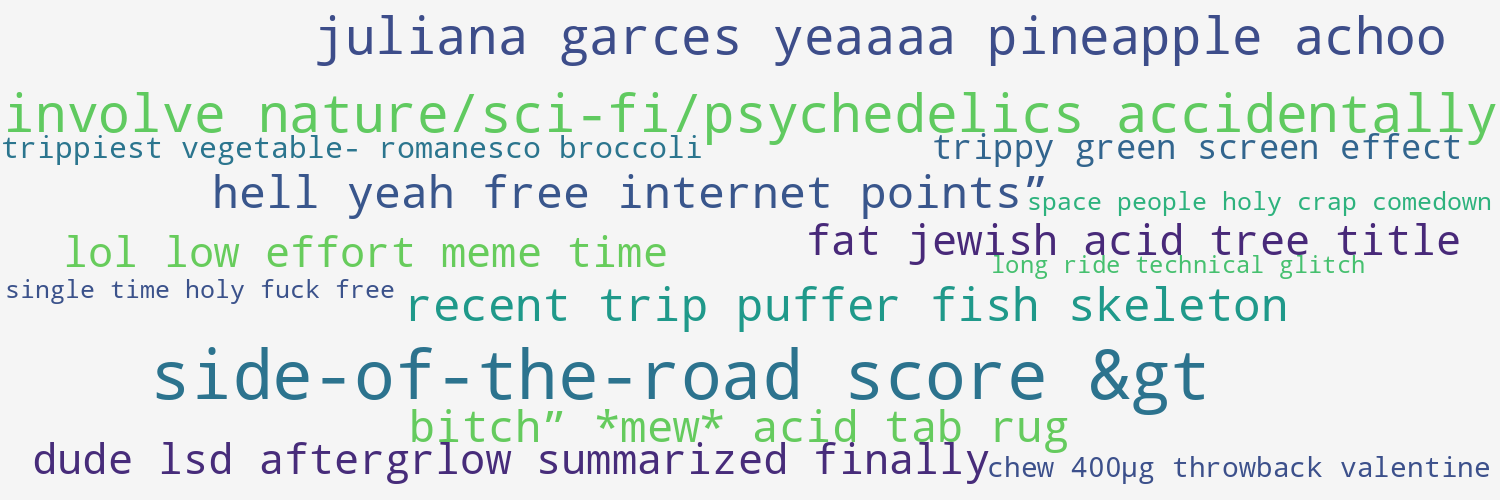 juliana garces yeaaaa pineapple achoo
involve nature/sci-fi/psychedelics accidentally
trippiest vegetable- romanesco broccoli
trippy green screen effect
hell yeah free internet points”
space people holy crap comedown
fat jewish acid tree title
lol low effort meme time
long ride technical glitch
single time holy fuck free
recent trip puffer fish skeleton
side-of-the-road score &gt
bitch” *mew* acid tab rug
dude lsd aftergrlow summarized finally
chew 400µg throwback valentine